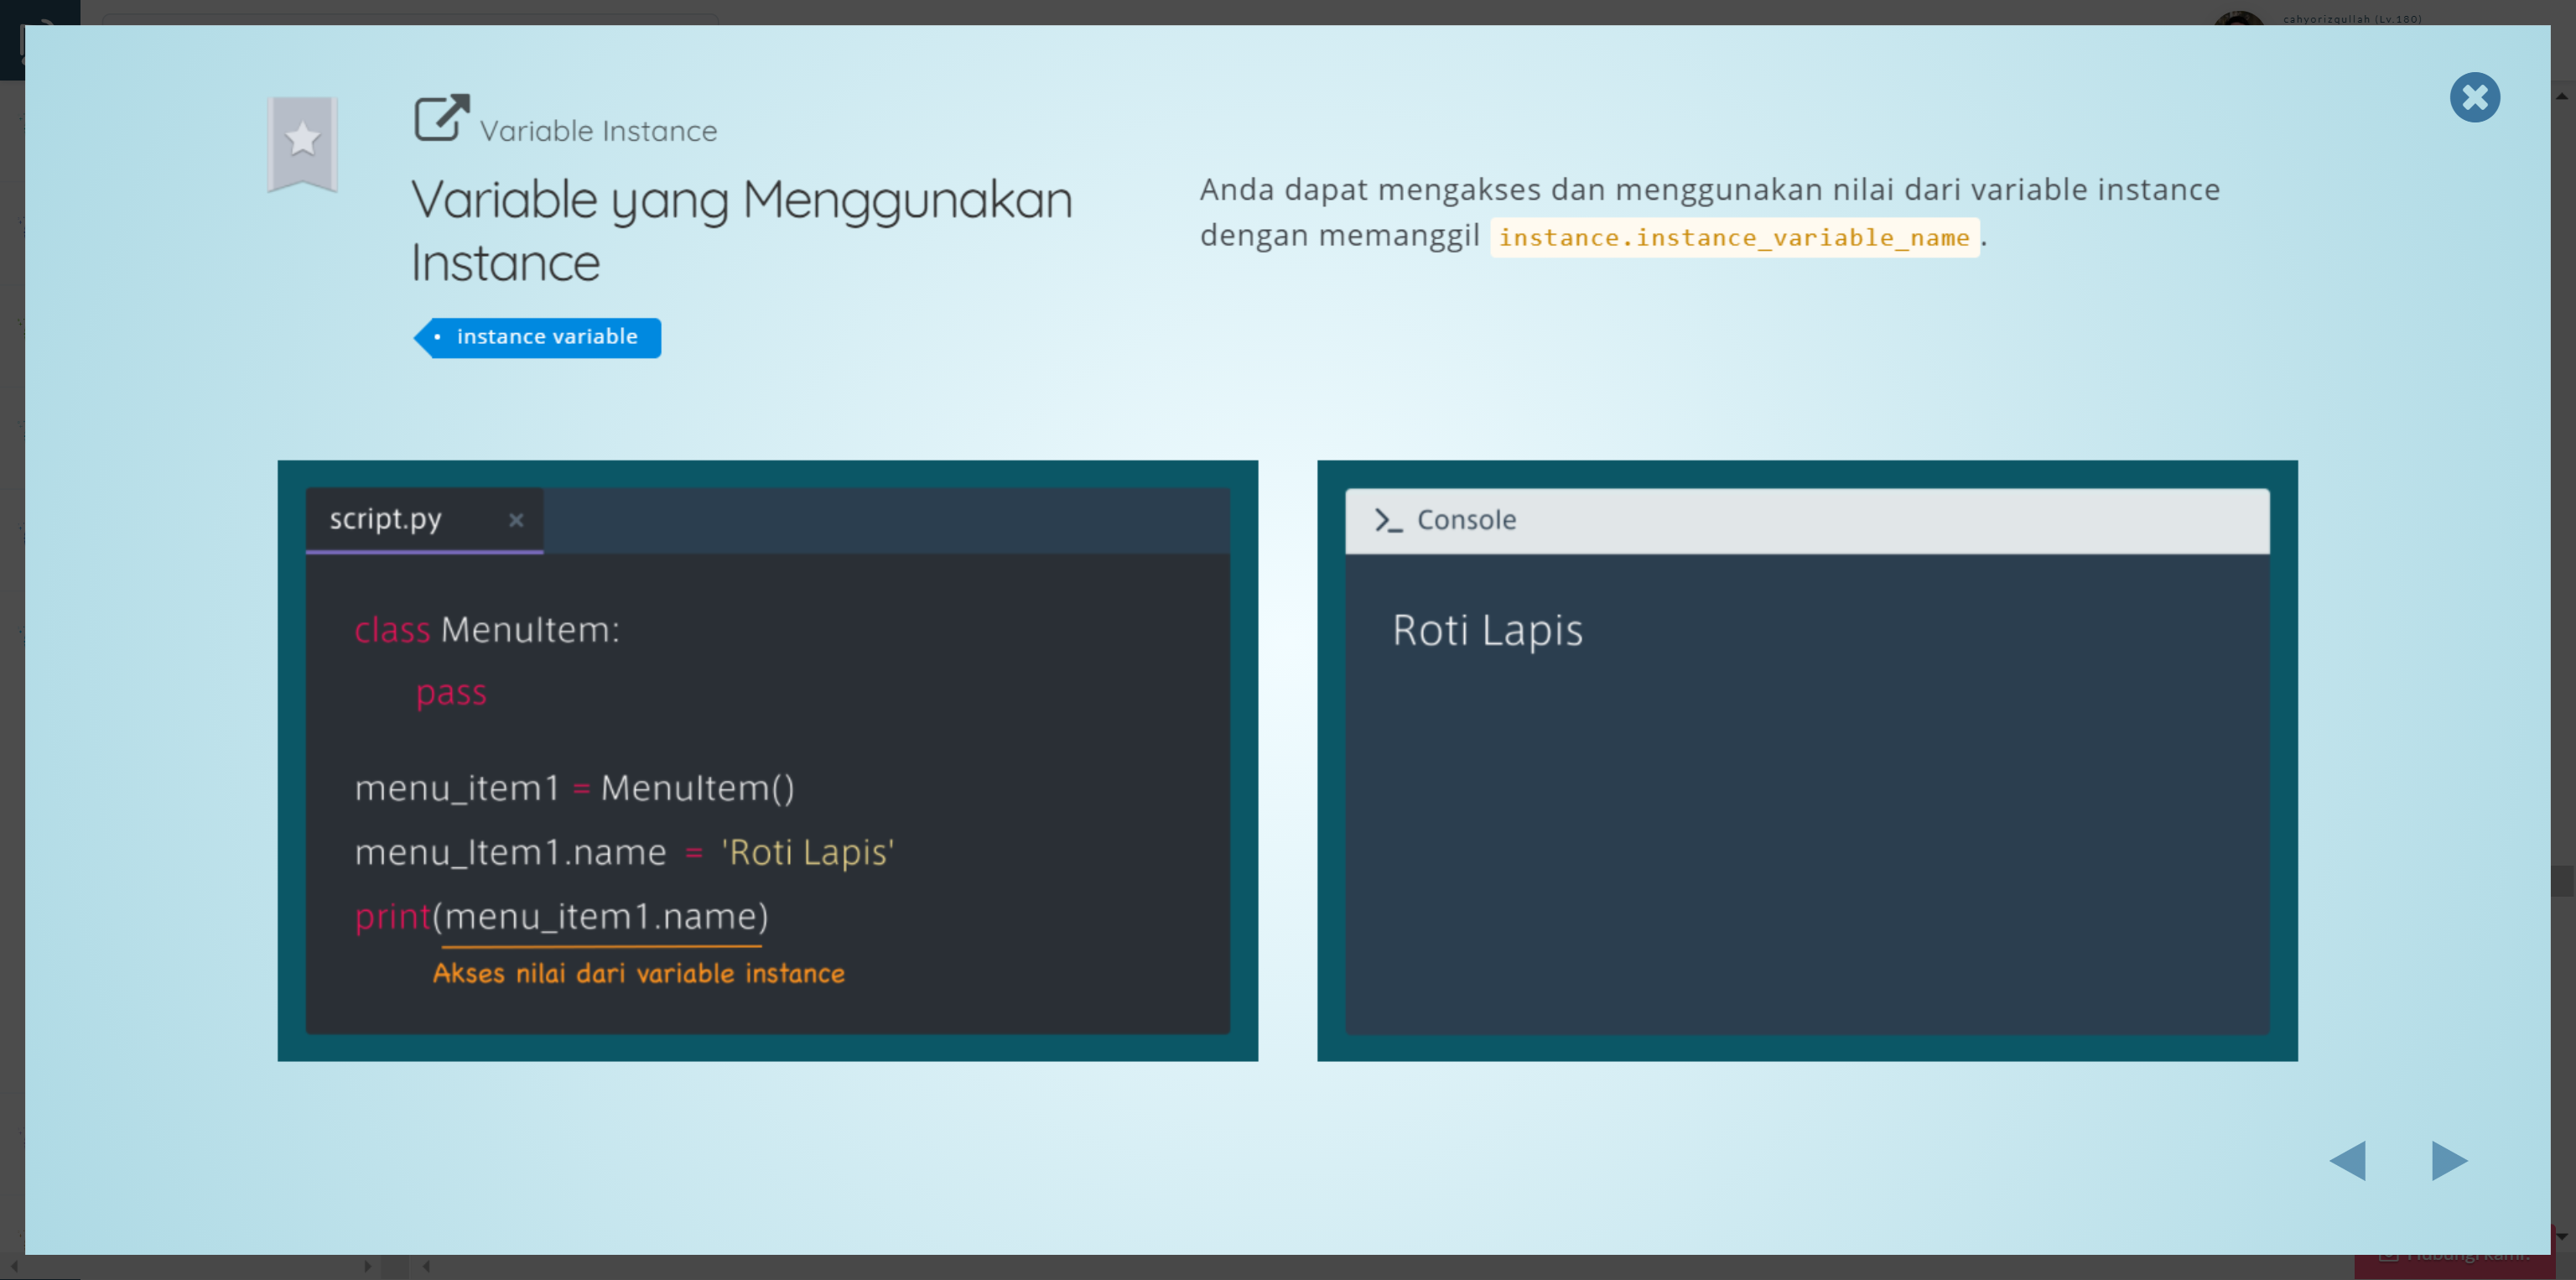 cahyorizqullah (Lv.180)
Variable Instance
Variable yang Menggunakan
Instance
instance variable
Anda dapat mengakses dan menggunakan nilai dari variable instance
dengan memanggil instance.instance_variable_name.
script.py ×
class MenuItem:
pass
menu_item1 = MenuItem()
menu_Item1.name = 'Roti Lapis'
print(menu_item1.name)
Akses nilai dari variable instance
>_ Console
Roti Lapis
Hubungi kami!